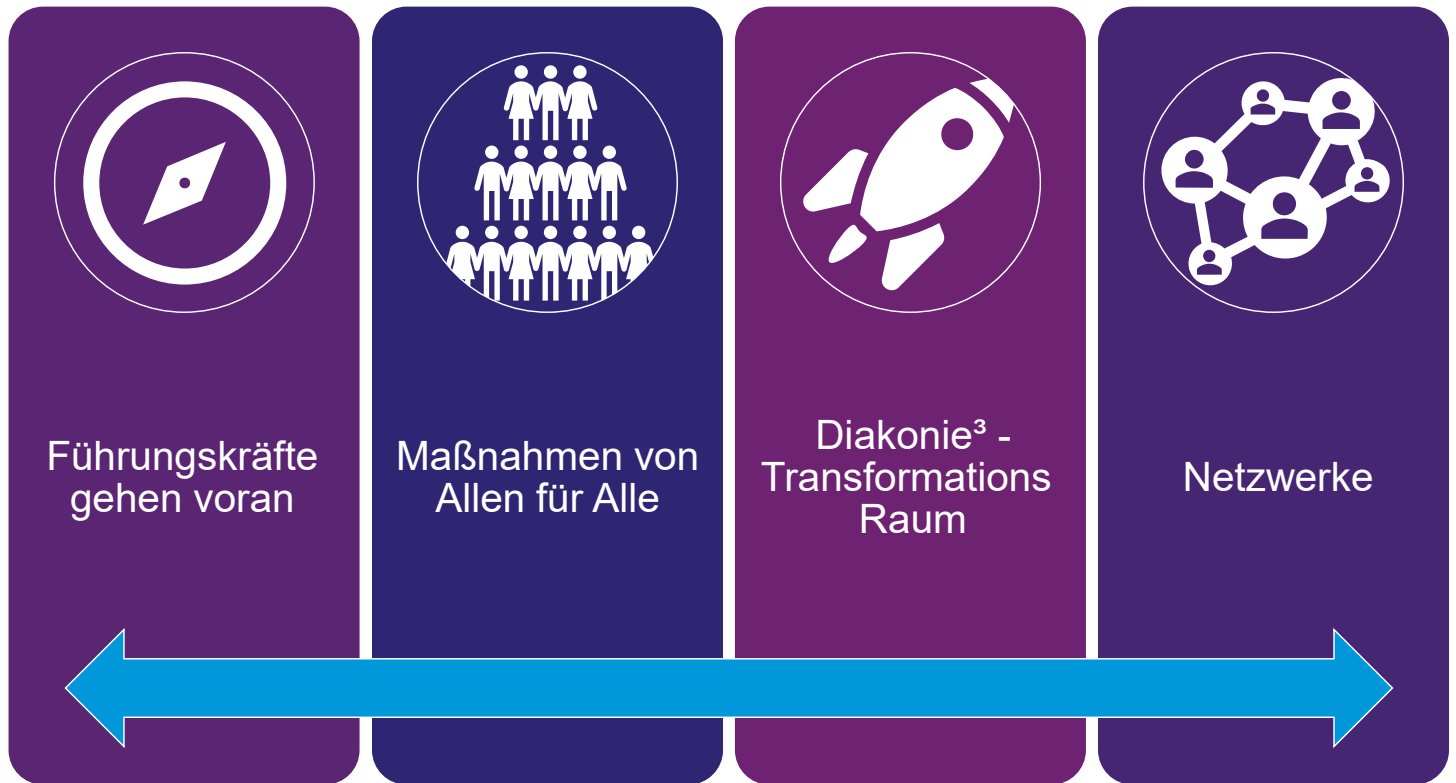 Führungskräfte
gehen voran
Maßnahmen von
Allen für Alle
Diakonie³ -
Transformations
Raum
Netzwerke